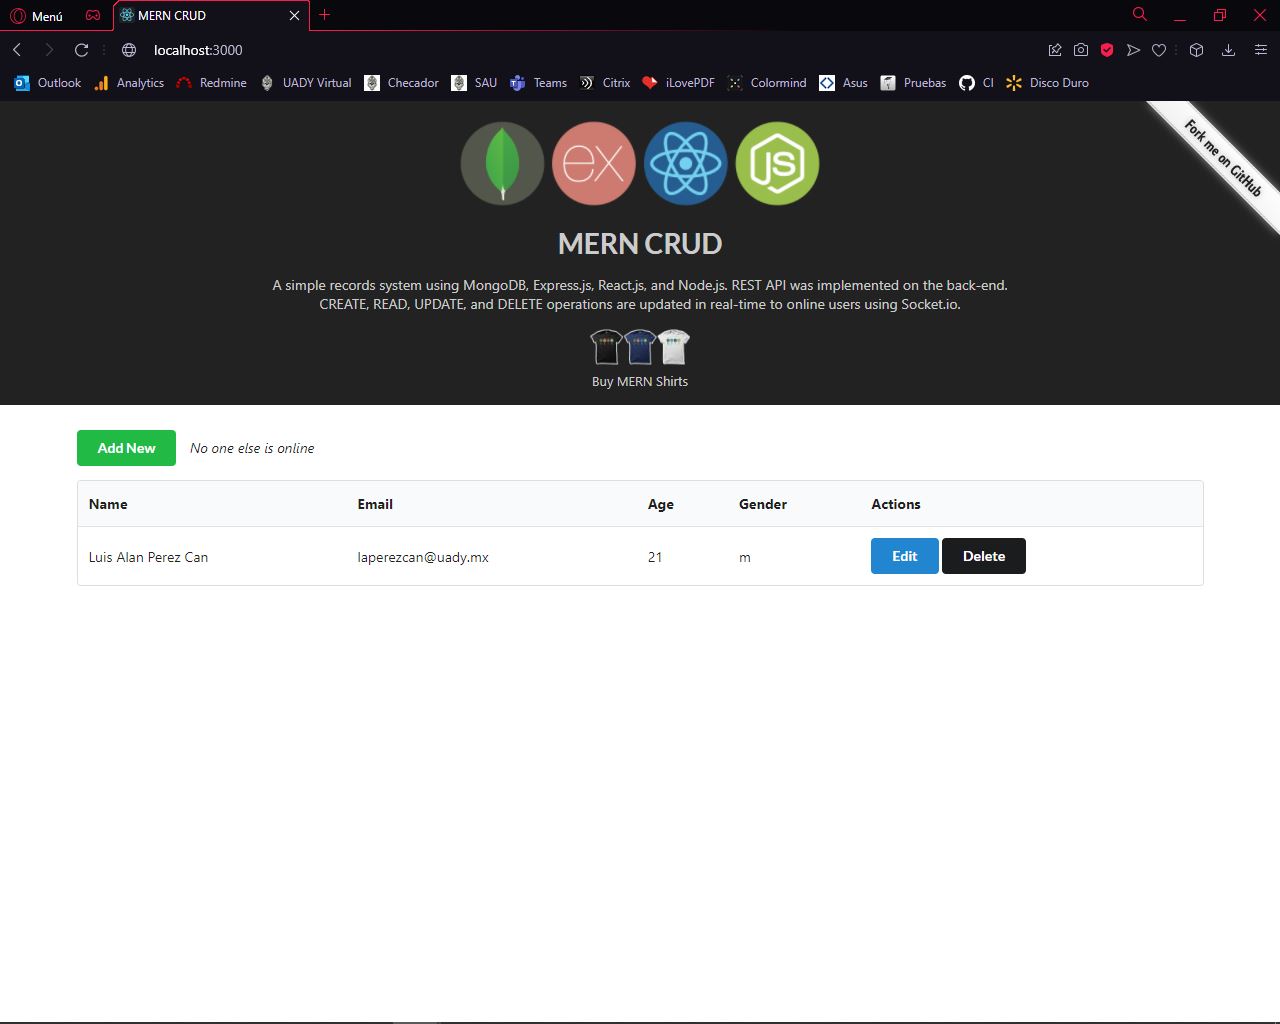 Menú
MERN CRUD
localhost:3000
Outlook Analytics Redmine UADY Virtual Checador SAU Teams Citrix iLovePDF Colormind Asus Pruebas CI Disco Duro
Fork me on GitHub
ex
JS
MERN CRUD
A simple records system using MongoDB, Express.js, React.js, and Node.js. REST API was implemented on the back-end.
CREATE, READ, UPDATE, and DELETE operations are updated in real-time to online users using Socket.io.
Buy MERN Shirts
Add New No one else is online
Name Email Age Gender Actions
Luis Alan Perez Can laperezcan@uady.mx 21 m Edit Delete